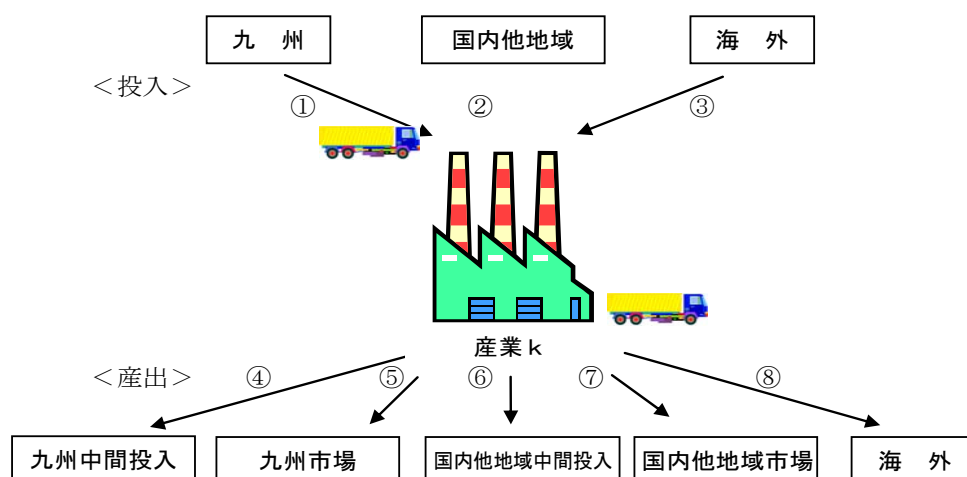 九　州
国内他地域
海　外
＜投入＞
①
②
③
産業ｋ
＜産出＞
④
⑤
⑥
⑦
⑧
九州中間投入
九州市場
国内他地域中間投入
国内他地域市場
海　外